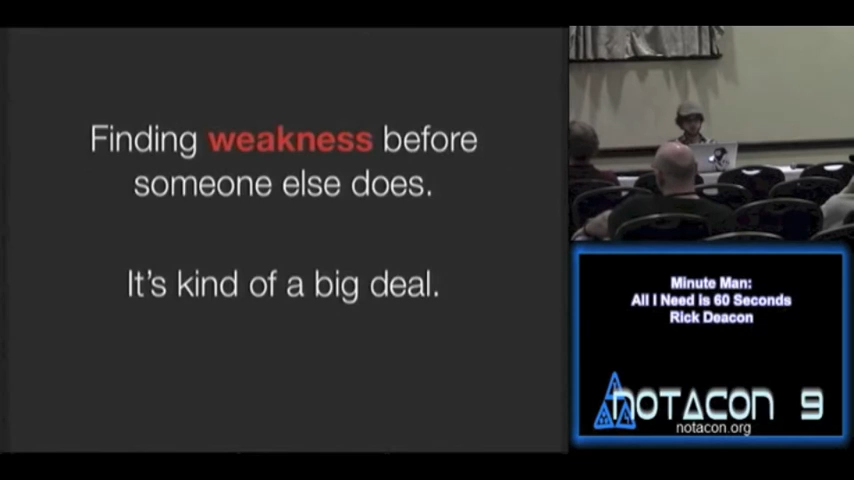 Finding weakness before
someone else does.
It's kind of a big deal.
Minute Man:
All I Need is 60 Seconds
Rick Deacon
NOTACON 9
notacon.org